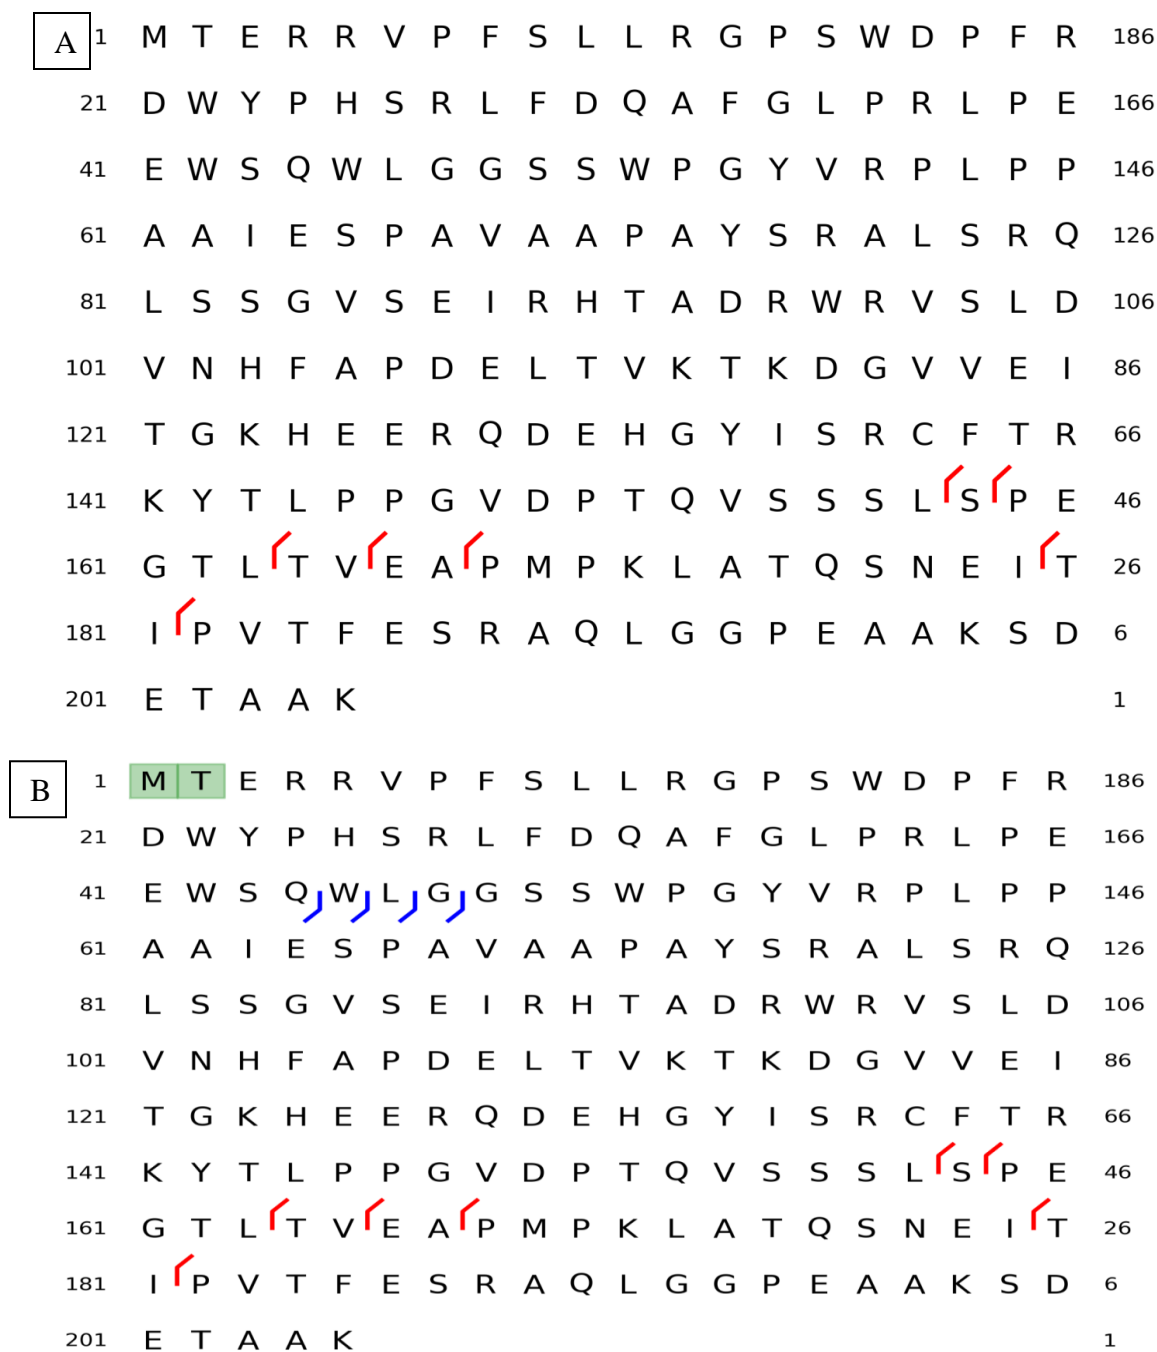 A 1 M T E R R V P F S L L R G P S W D P F R 186
21 D W Y P H S R L F D Q A F G L P R L P E 166
41 E W S Q W L G G S S W P G Y V R P L P P 146
61 A A I E S P A V A A P A Y S R A L S R Q 126
81 L S S G V S E I R H T A D R W R V S L D 106
101 V N H F A P D E L T V K T K D G V V E I 86
121 T G K H E E R Q D E H G Y I S R C F T R 66
141 K Y T L P P G V D P T Q V S S S L S P E 46
161 G T L T V E A P M P K L A T Q S N E I T 26
181 I P V T F E S R A Q L G G P E A A K S D 6
201 E T A A K 1
B 1 M T E R R V P F S L L R G P S W D P F R 186
21 D W Y P H S R L F D Q A F G L P R L P E 166
41 E W S Q W L G G S S W P G Y V R P L P P 146
61 A A I E S P A V A A P A Y S R A L S R Q 126
81 L S S G V S E I R H T A D R W R V S L D 106
101 V N H F A P D E L T V K T K D G V V E I 86
121 T G K H E E R Q D E H G Y I S R C F T R 66
141 K Y T L P P G V D P T Q V S S S L S P E 46
161 G T L T V E A P M P K L A T Q S N E I T 26
181 I P V T F E S R A Q L G G P E A A K S D 6
201 E T A A K 1